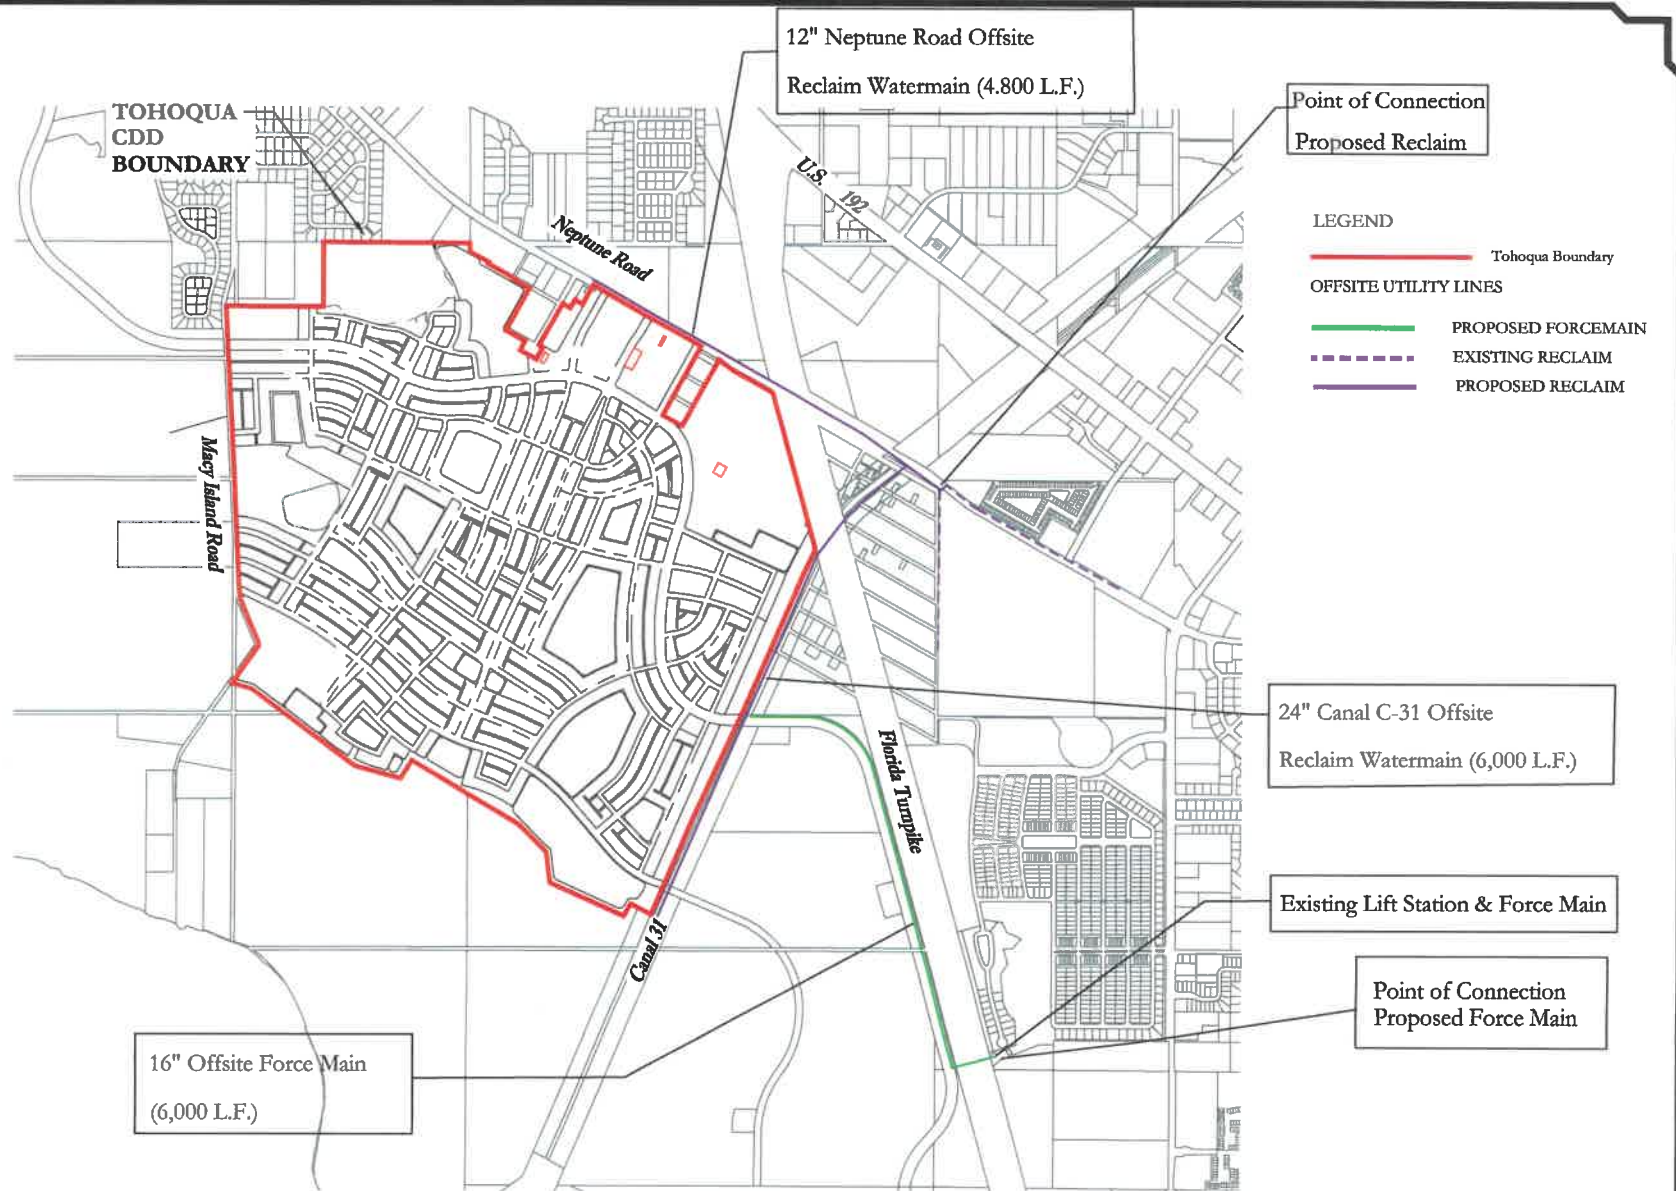 12" Neptune Road Offsite
Reclaim Watermain (4.800 L.F.)
Point of Connection
Proposed Reclaim
TOHOQUA
CDD
BOUNDARY
U.S. 192
Neptune Road
LEGEND
Tohoqua Boundary
OFFSITE UTILITY LINES
PROPOSED FORCEMAIN
EXISTING RECLAIM
PROPOSED RECLAIM
Macy Island Road
24" Canal C-31 Offsite
Reclaim Watermain (6,000 L.F.)
Florida Turnpike
Existing Lift Station & Force Main
Canal 31
Point of Connection
Proposed Force Main
16" Offsite Force Main
(6,000 L.F.)